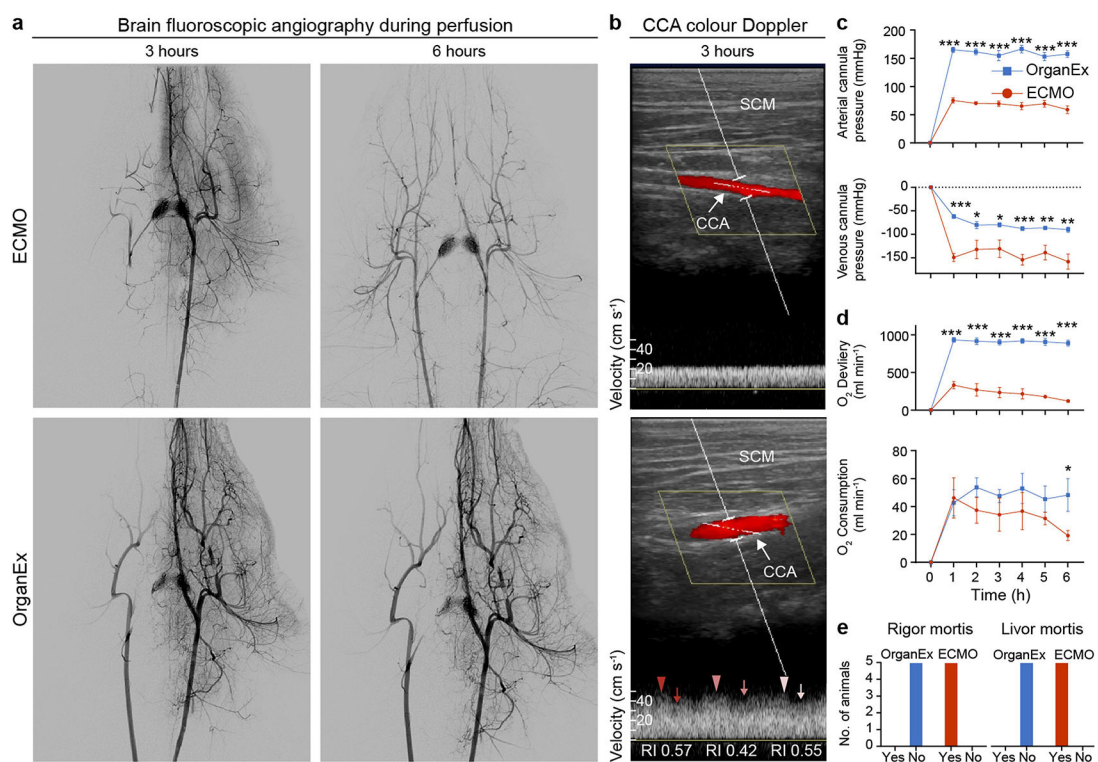 a
Brain fluoroscopic angiography during perfusion
3 hours
6 hours
ECMO
OrganEx
b
CCA colour Doppler
3 hours
SCM
CCA
Velocity (cm s⁻¹)
40
20
SCM
CCA
Velocity (cm s⁻¹)
40
20
RI 0.57 RI 0.42 RI 0.55
c
Arterial cannula
pressure (mmHg)
200
150
100
50
0
*** *** *** *** *** ***
OrganEx
ECMO
Venous cannula
pressure (mmHg)
0
-50
-100
-150
*** * * *** ** **
d
O₂ Devliery
(ml min⁻¹)
1000
500
0
*** *** *** *** *** ***
O₂ Consumption
(ml min⁻¹)
80
60
40
20
0
*
0 1 2 3 4 5 6
Time (h)
e
Rigor mortis Livor mortis
OrganEx ECMO OrganEx ECMO
No. of animals
5
4
3
2
1
0
Yes No Yes No Yes No Yes No